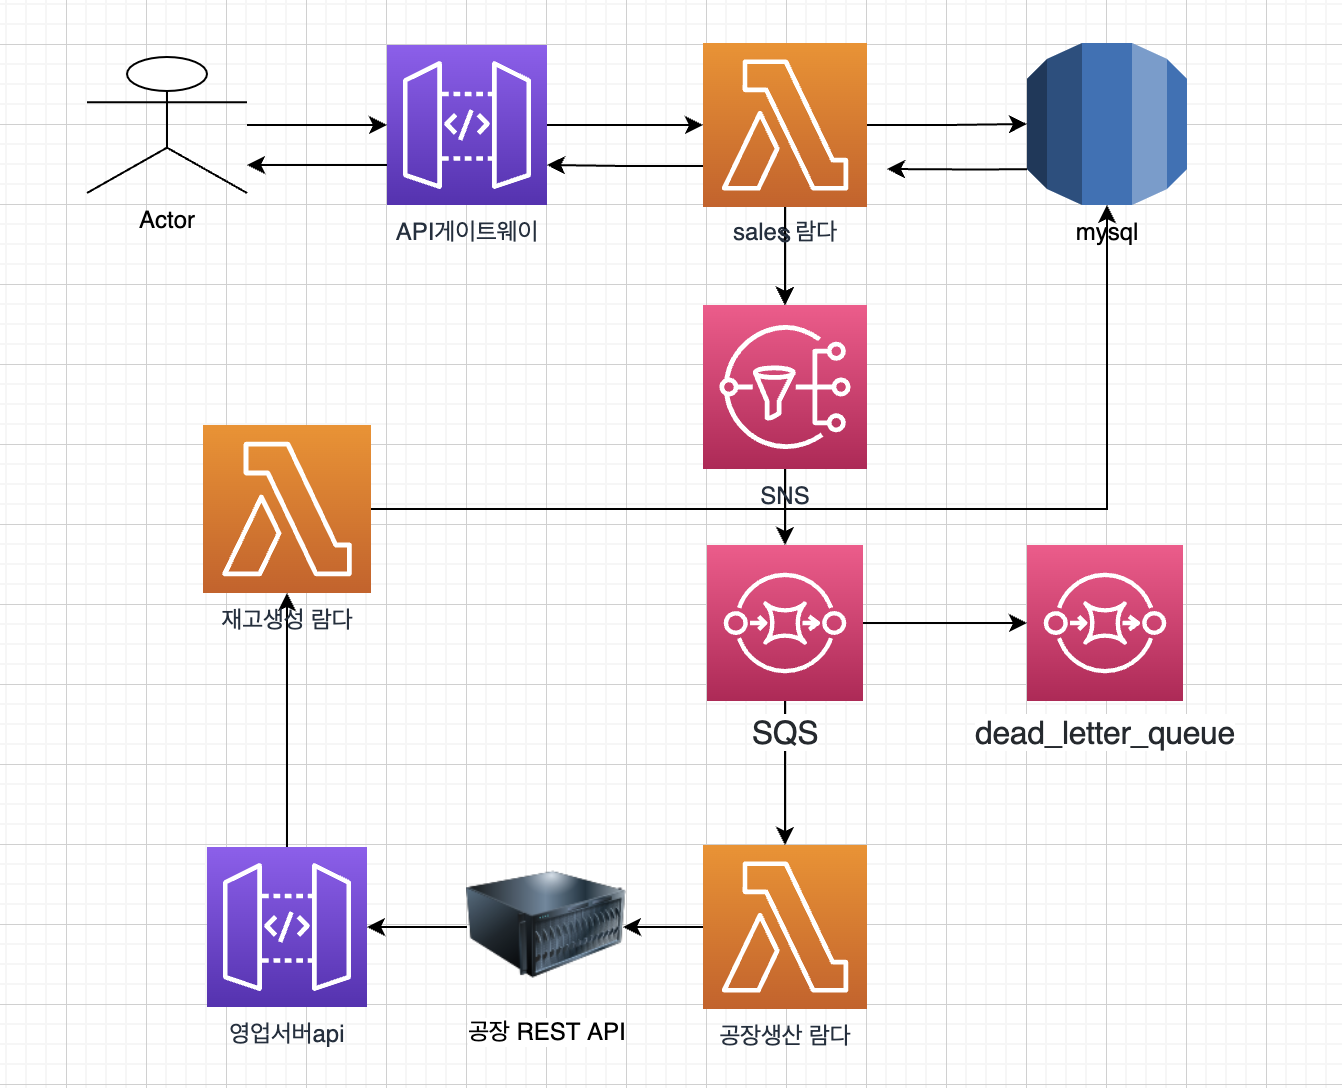 Actor
API게이트웨이
sales 람다
mysql
SNS
재고생성 람다
SQS
dead_letter_queue
영업서버api
공장 REST API
공장생산 람다